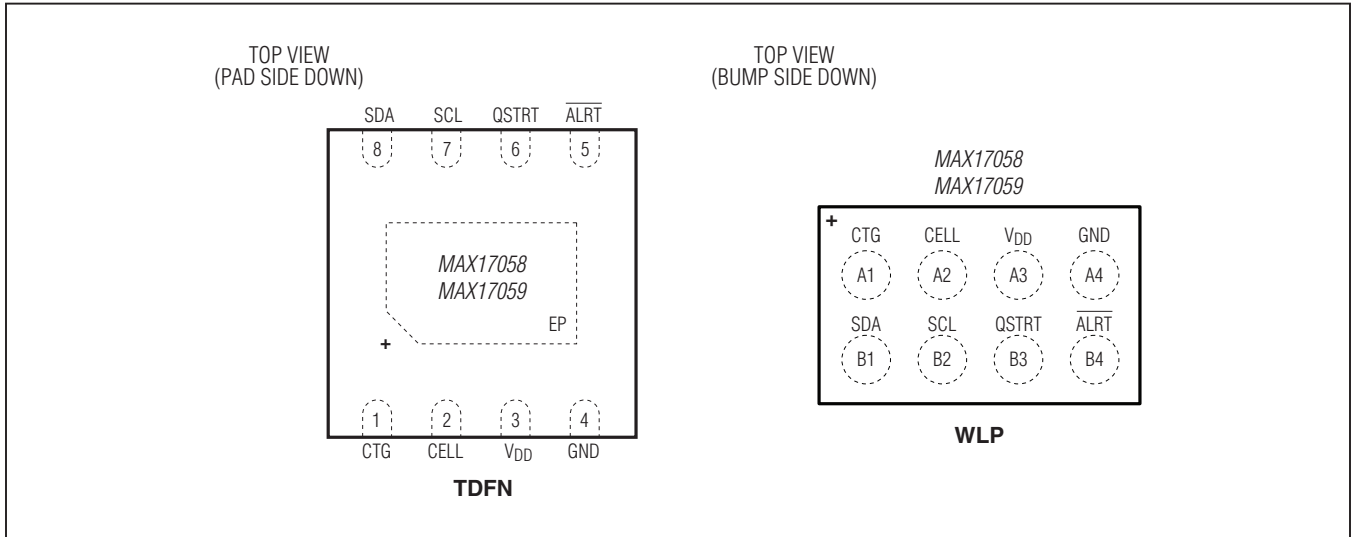 TOP VIEW
(PAD SIDE DOWN)
SDA SCL QSTRT A̅L̅R̅T̅
8 7 6 5
MAX17058
MAX17059
EP
+
1 2 3 4
CTG CELL VDD GND
TDFN
TOP VIEW
(BUMP SIDE DOWN)
MAX17058
MAX17059
+
CTG CELL VDD GND
A1 A2 A3 A4
SDA SCL QSTRT A̅L̅R̅T̅
B1 B2 B3 B4
WLP